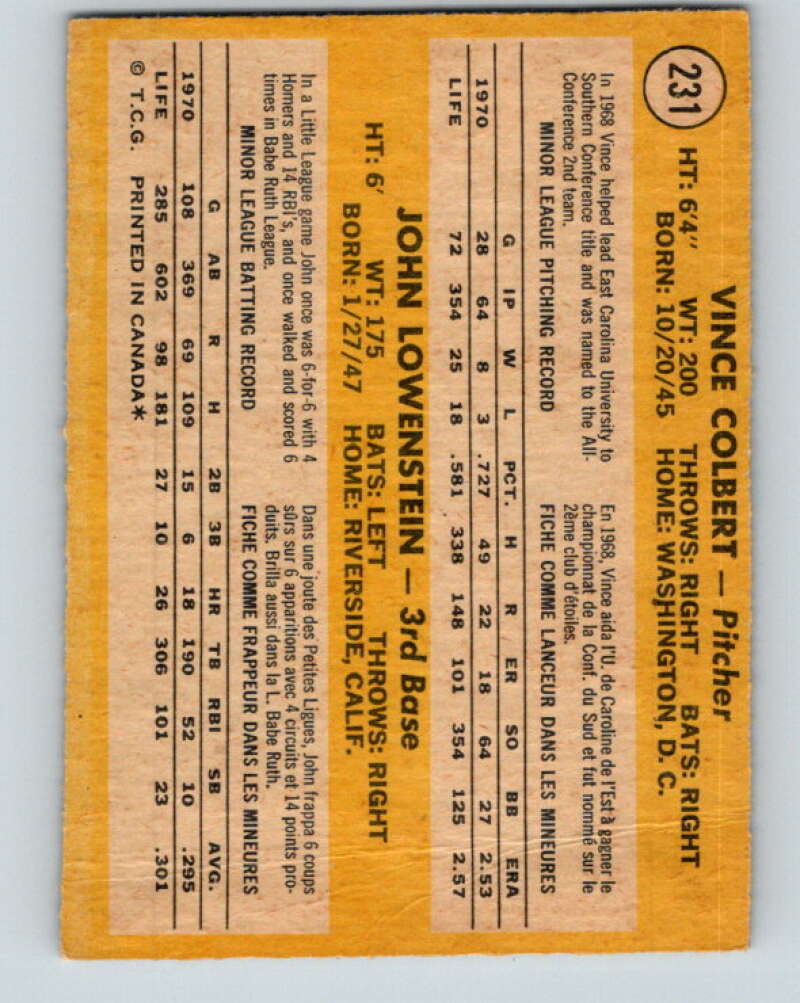 231
VINCE COLBERT — Pitcher
HT: 6'4" WT: 200 THROWS: RIGHT BATS: RIGHT
BORN: 10/20/45 HOME: WASHINGTON, D. C.
In 1968 Vince helped lead East Carolina University to
Southern Conference title and was named to the All-
Conference 2nd team.
En 1968, Vince aida l'U. de Caroline de l'Est à gagner le
championnat de la Conf. du Sud et fut nommé sur le
2ème club d'étoiles.
MINOR LEAGUE PITCHING RECORD FICHE COMME LANCEUR DANS LES MINEURES
G IP W L PCT. H R ER SO BB ERA
1970 28 64 8 3 .727 49 22 18 64 27 2.53
LIFE 72 354 25 18 .581 338 148 101 354 125 2.57
JOHN LOWENSTEIN — 3rd Base
HT: 6' WT: 175 BATS: LEFT THROWS: RIGHT
BORN: 1/27/47 HOME: RIVERSIDE, CALIF.
In a Little League game John once was 6-for-6 with 4
Homers and 14 RBI's, and once walked and scored 6
times in Babe Ruth League.
Dans une joute des Petites Ligues, John frappa 6 coups
sûrs sur 6 apparitions avec 4 circuits et 14 points pro-
duits. Brilla aussi dans la L. Babe Ruth.
MINOR LEAGUE BATTING RECORD FICHE COMME FRAPPEUR DANS LES MINEURES
G AB R H 2B 3B HR TB RBI SB AVG.
1970 108 369 69 109 15 6 18 190 52 10 .295
LIFE 285 602 98 181 27 10 26 306 101 23 .301
© T.C.G. PRINTED IN CANADA*